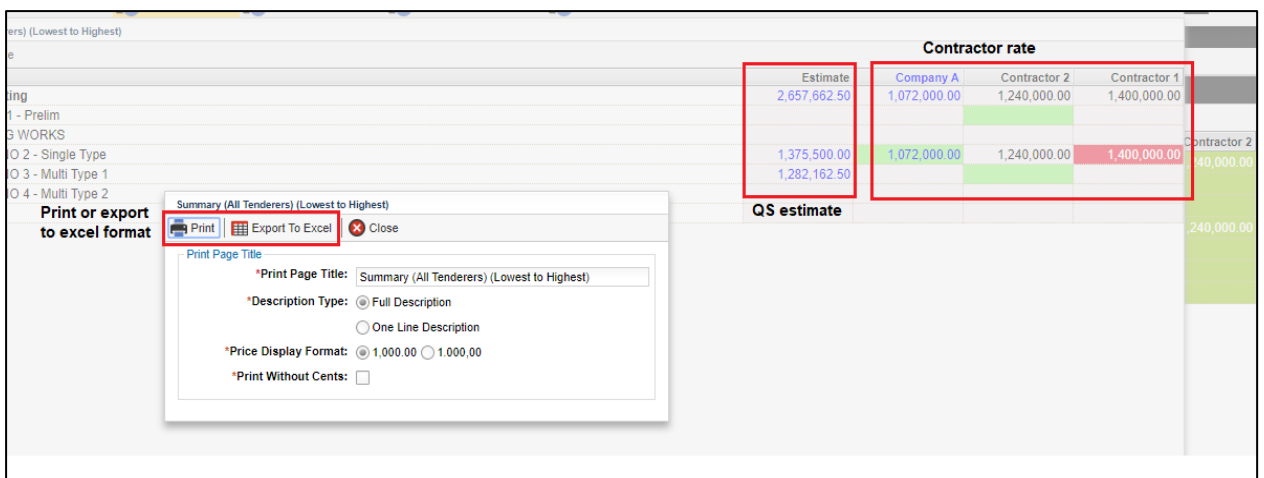 ers) (Lowest to Highest)
e
Contractor rate
Estimate Company A Contractor 2 Contractor 1
ting 2,657,662.50 1,072,000.00 1,240,000.00 1,400,000.00
1 - Prelim
G WORKS
Contractor 2
IO 2 - Single Type 1,375,500.00 1,072,000.00 1,240,000.00 1,400,000.00
240,000.00
IO 3 - Multi Type 1 1,282,162.50
IO 4 - Multi Type 2
Print or export
to excel format
QS estimate
,240,000.00
Summary (All Tenderers) (Lowest to Highest)
Print Export To Excel Close
Print Page Title
*Print Page Title: Summary (All Tenderers) (Lowest to Highest)
*Description Type: Full Description
One Line Description
*Price Display Format: 1,000.00 1.000,00
*Print Without Cents: